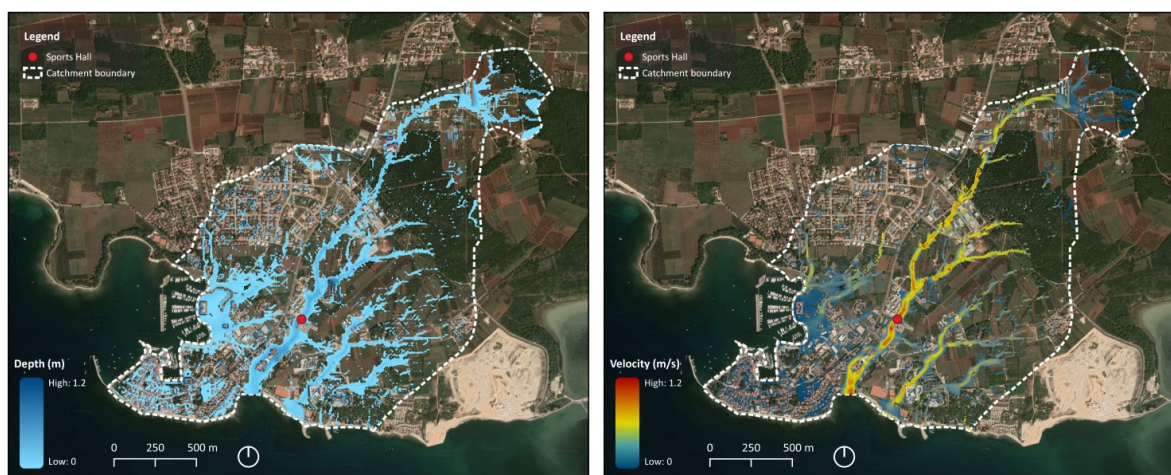 Legend
Sports Hall
Catchment boundary
Depth (m)
High: 1.2
Low: 0
0 250 500 m
Legend
Sports Hall
Catchment boundary
Velocity (m/s)
High: 1.2
Low: 0
0 250 500 m